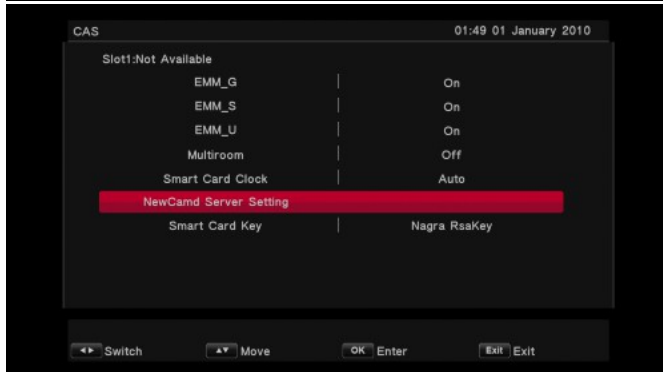 CAS 01:49 01 January 2010
Slot1:Not Available
EMM_G On
EMM_S On
EMM_U On
Multiroom Off
Smart Card Clock Auto
NewCamd Server Setting
Smart Card Key Nagra RsaKey
Switch Move OK Enter Exit Exit